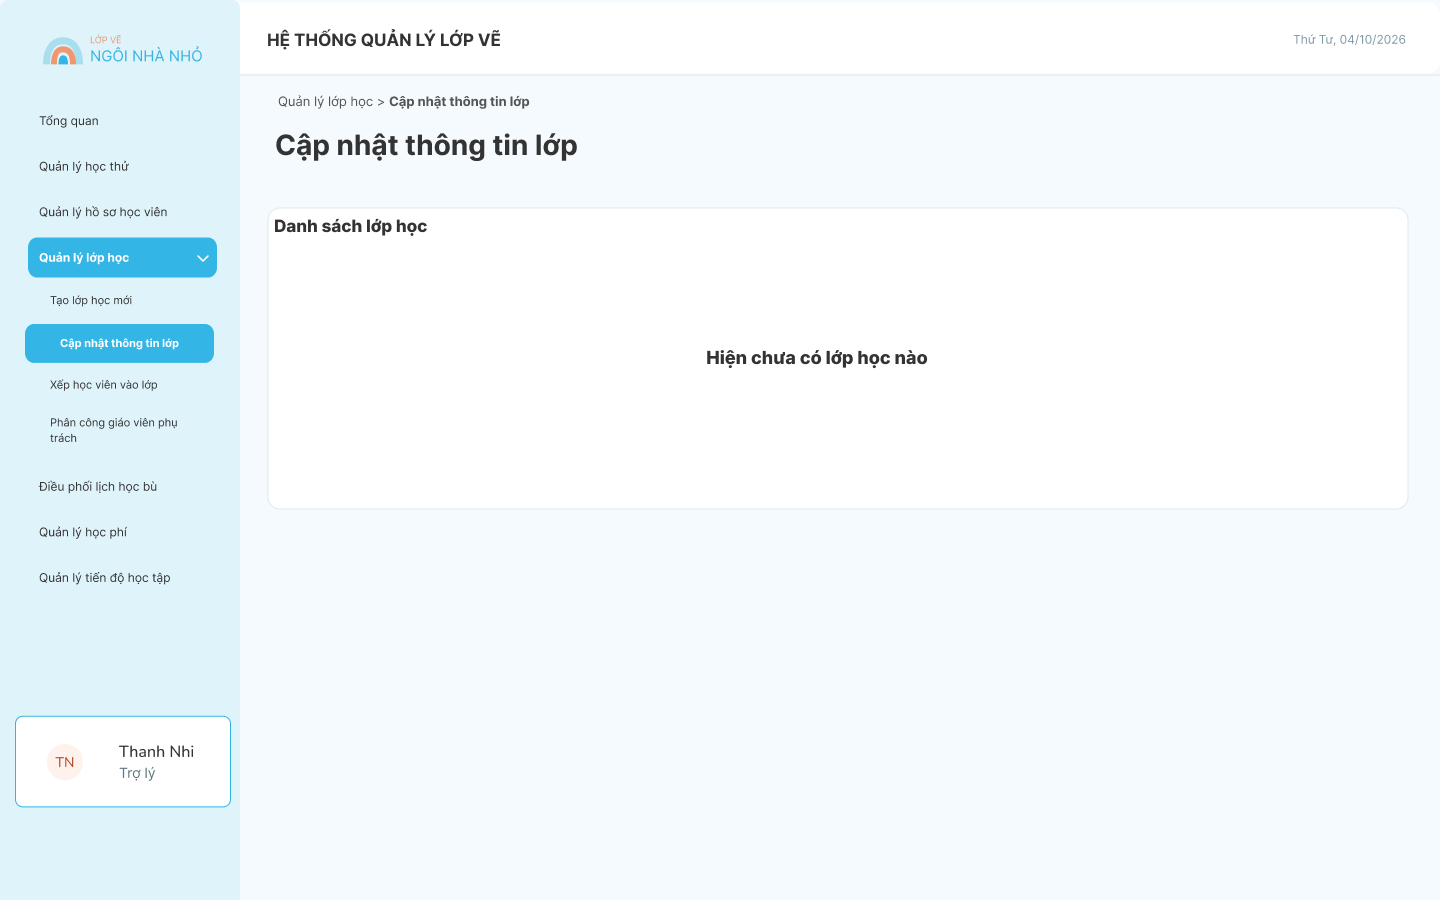 LỚP VẼ
NGÔI NHÀ NHỎ
Tổng quan
Quản lý học thử
Quản lý hồ sơ học viên
Quản lý lớp học
Tạo lớp học mới
Cập nhật thông tin lớp
Xếp học viên vào lớp
Phân công giáo viên phụ
trách
Điều phối lịch học bù
Quản lý học phí
Quản lý tiến độ học tập
TN
Thanh Nhi
Trợ lý
HỆ THỐNG QUẢN LÝ LỚP VẼ
Thứ Tư, 04/10/2026
Quản lý lớp học > Cập nhật thông tin lớp
Cập nhật thông tin lớp
Danh sách lớp học
Hiện chưa có lớp học nào